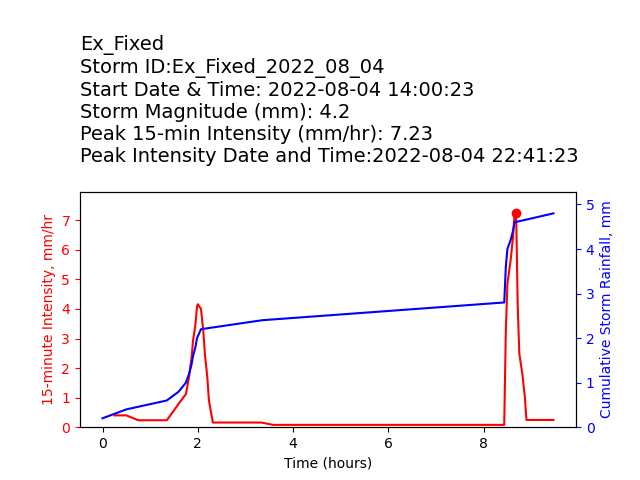 Ex_Fixed
Storm ID:Ex_Fixed_2022_08_04
Start Date & Time: 2022-08-04 14:00:23
Storm Magnitude (mm): 4.2
Peak 15-min Intensity (mm/hr): 7.23
Peak Intensity Date and Time:2022-08-04 22:41:23
15-minute Intensity, mm/hr
7
6
5
4
3
2
1
0
5
4
3
2
1
0
Cumulative Storm Rainfall, mm
0 2 4 6 8
Time (hours)